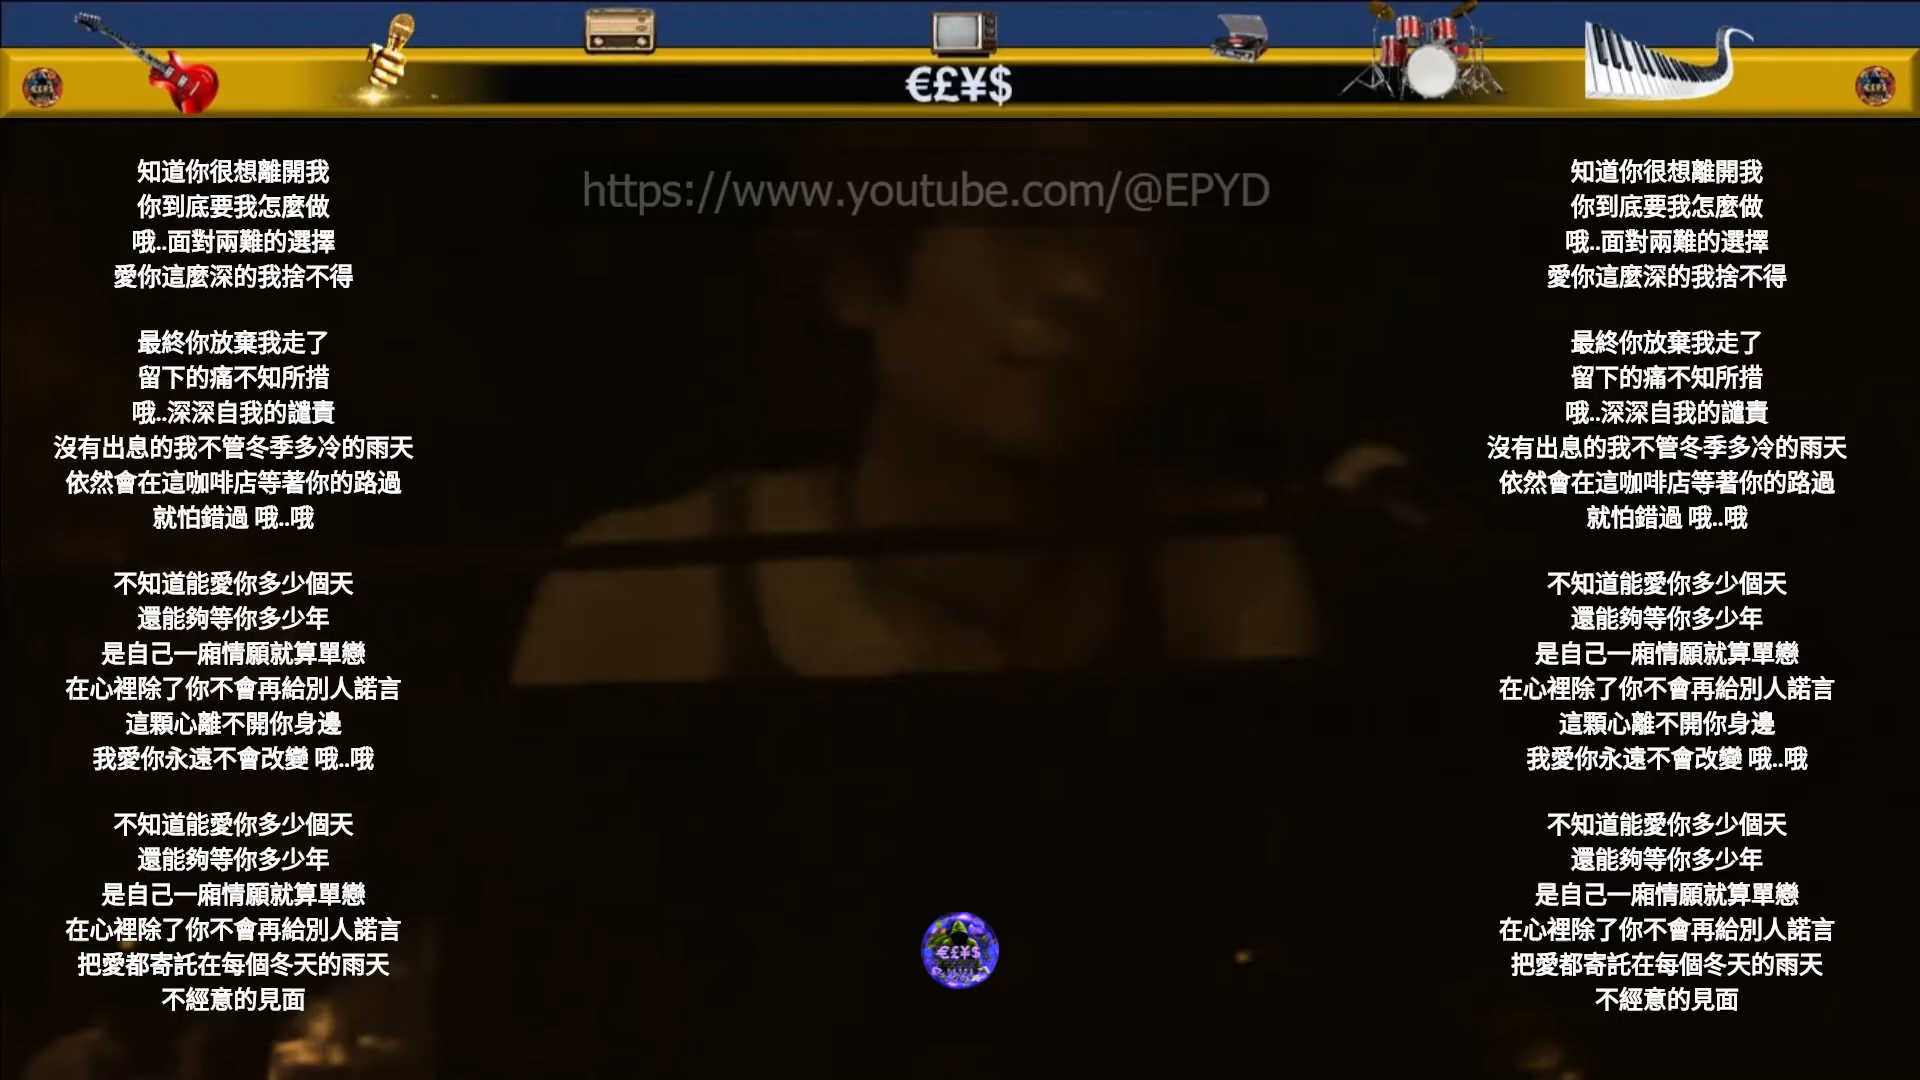 €£¥$
https://www.youtube.com/@EPYD
知道你很想離開我
你到底要我怎麼做
哦..面對兩難的選擇
愛你這麼深的我捨不得
最終你放棄我走了
留下的痛不知所措
哦..深深自我的譴責
沒有出息的我不管冬季多冷的雨天
依然會在這咖啡店等著你的路過
就怕錯過 哦..哦
不知道能愛你多少個天
還能夠等你多少年
是自己一廂情願就算單戀
在心裡除了你不會再給別人諾言
這顆心離不開你身邊
我愛你永遠不會改變 哦..哦
不知道能愛你多少個天
還能夠等你多少年
是自己一廂情願就算單戀
在心裡除了你不會再給別人諾言
把愛都寄託在每個冬天的雨天
不經意的見面
知道你很想離開我
你到底要我怎麼做
哦..面對兩難的選擇
愛你這麼深的我捨不得
最終你放棄我走了
留下的痛不知所措
哦..深深自我的譴責
沒有出息的我不管冬季多冷的雨天
依然會在這咖啡店等著你的路過
就怕錯過 哦..哦
不知道能愛你多少個天
還能夠等你多少年
是自己一廂情願就算單戀
在心裡除了你不會再給別人諾言
這顆心離不開你身邊
我愛你永遠不會改變 哦..哦
不知道能愛你多少個天
還能夠等你多少年
是自己一廂情願就算單戀
在心裡除了你不會再給別人諾言
把愛都寄託在每個冬天的雨天
不經意的見面
€£¥$